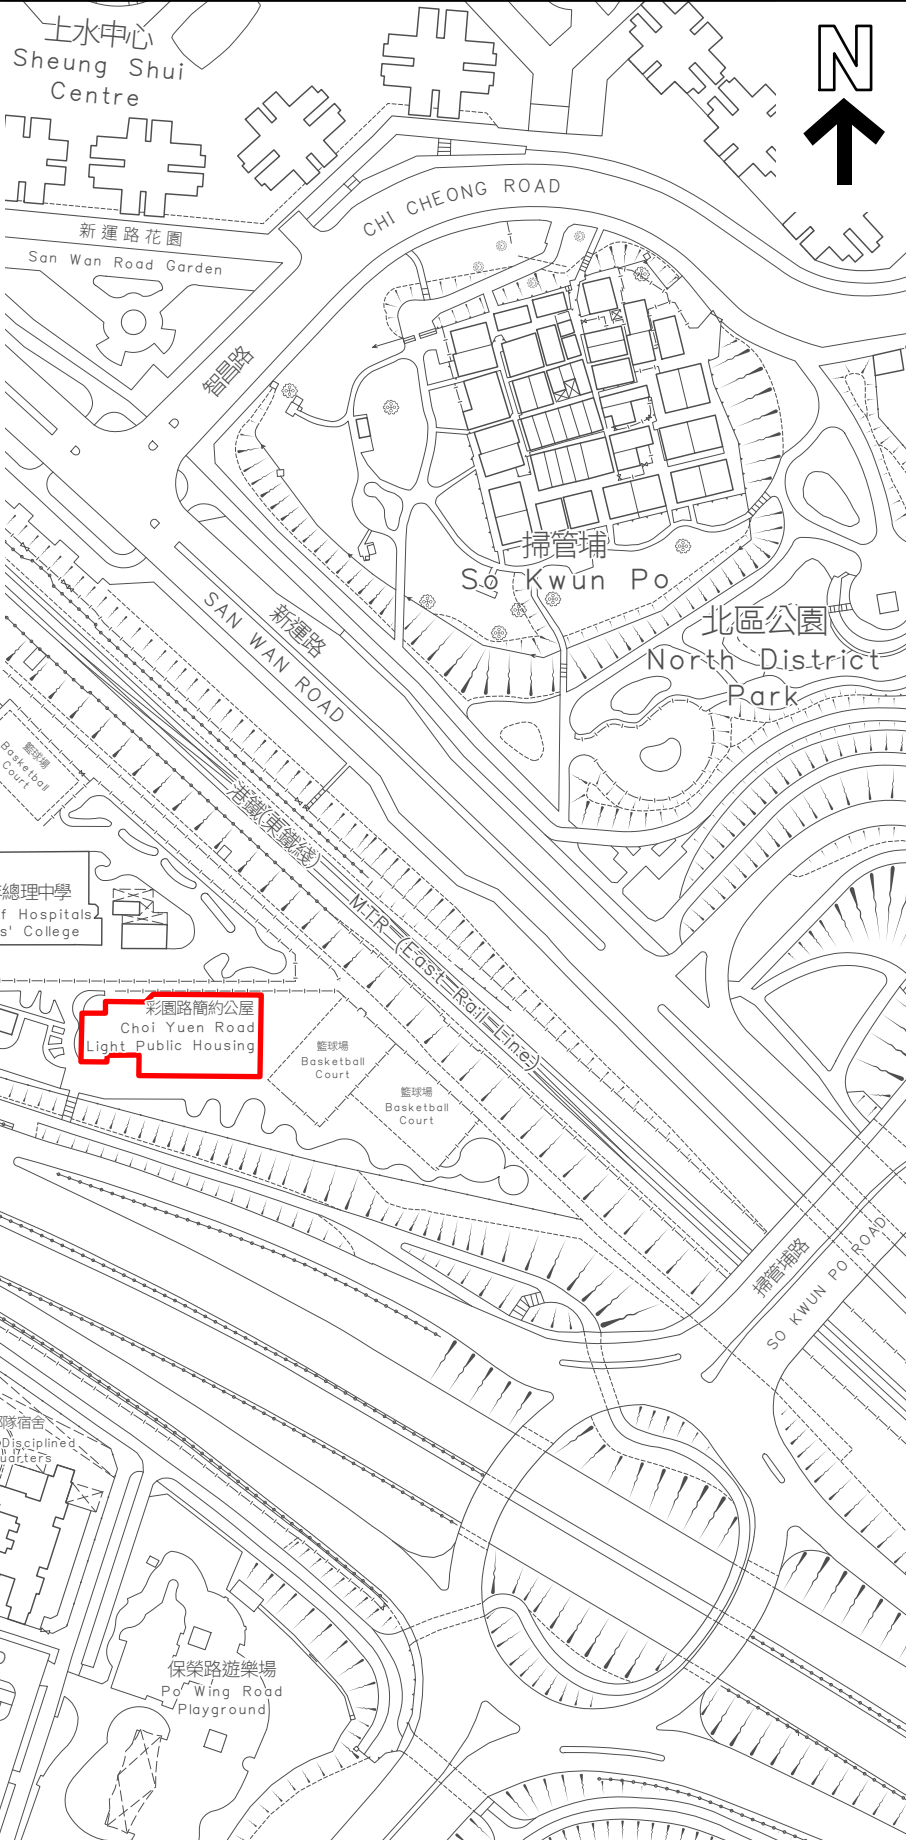 上水中心
Sheung Shui
Centre
N
CHI CHEONG ROAD
新運路花園
San Wan Road Garden
智昌路
掃管埔
So Kwun Po
新運路
SAN WAN ROAD
北區公園
North District
Park
籃球場
Basketball
Court
港鐵(東鐵綫)
MTR (East Rail Line)
總理中學
f Hospitals
s' College
彩園路簡約公屋
Choi Yuen Road
Light Public Housing
籃球場
Basketball
Court
籃球場
Basketball
Court
掃管埔路
SO KWUN PO ROAD
隊宿舍
Disciplined
uarters
保榮路遊樂場
Po Wing Road
Playground